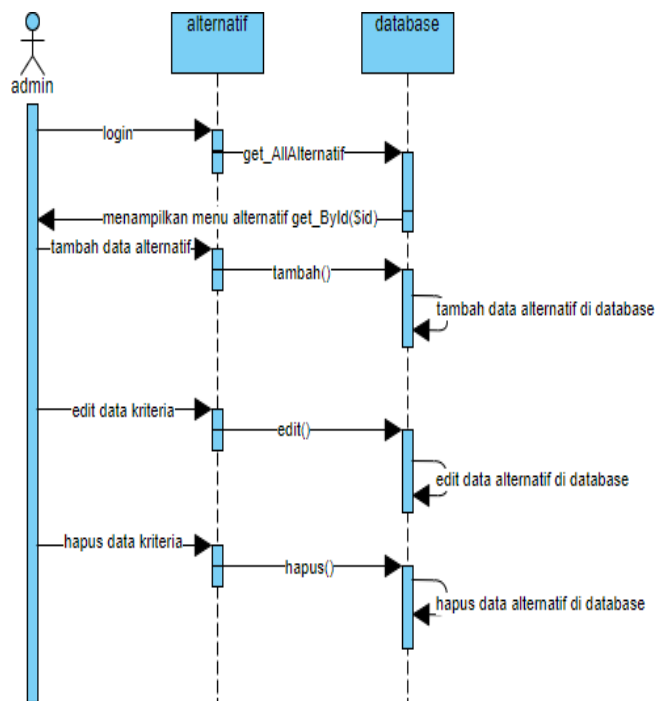 alternatif
database
admin
login
get_AllAlternatif
menampilkan menu alternatif get_ById($id)
tambah data alternatif
tambah()
tambah data alternatif di database
edit data kriteria
edit()
edit data alternatif di database
hapus data kriteria
hapus()
hapus data alternatif di database